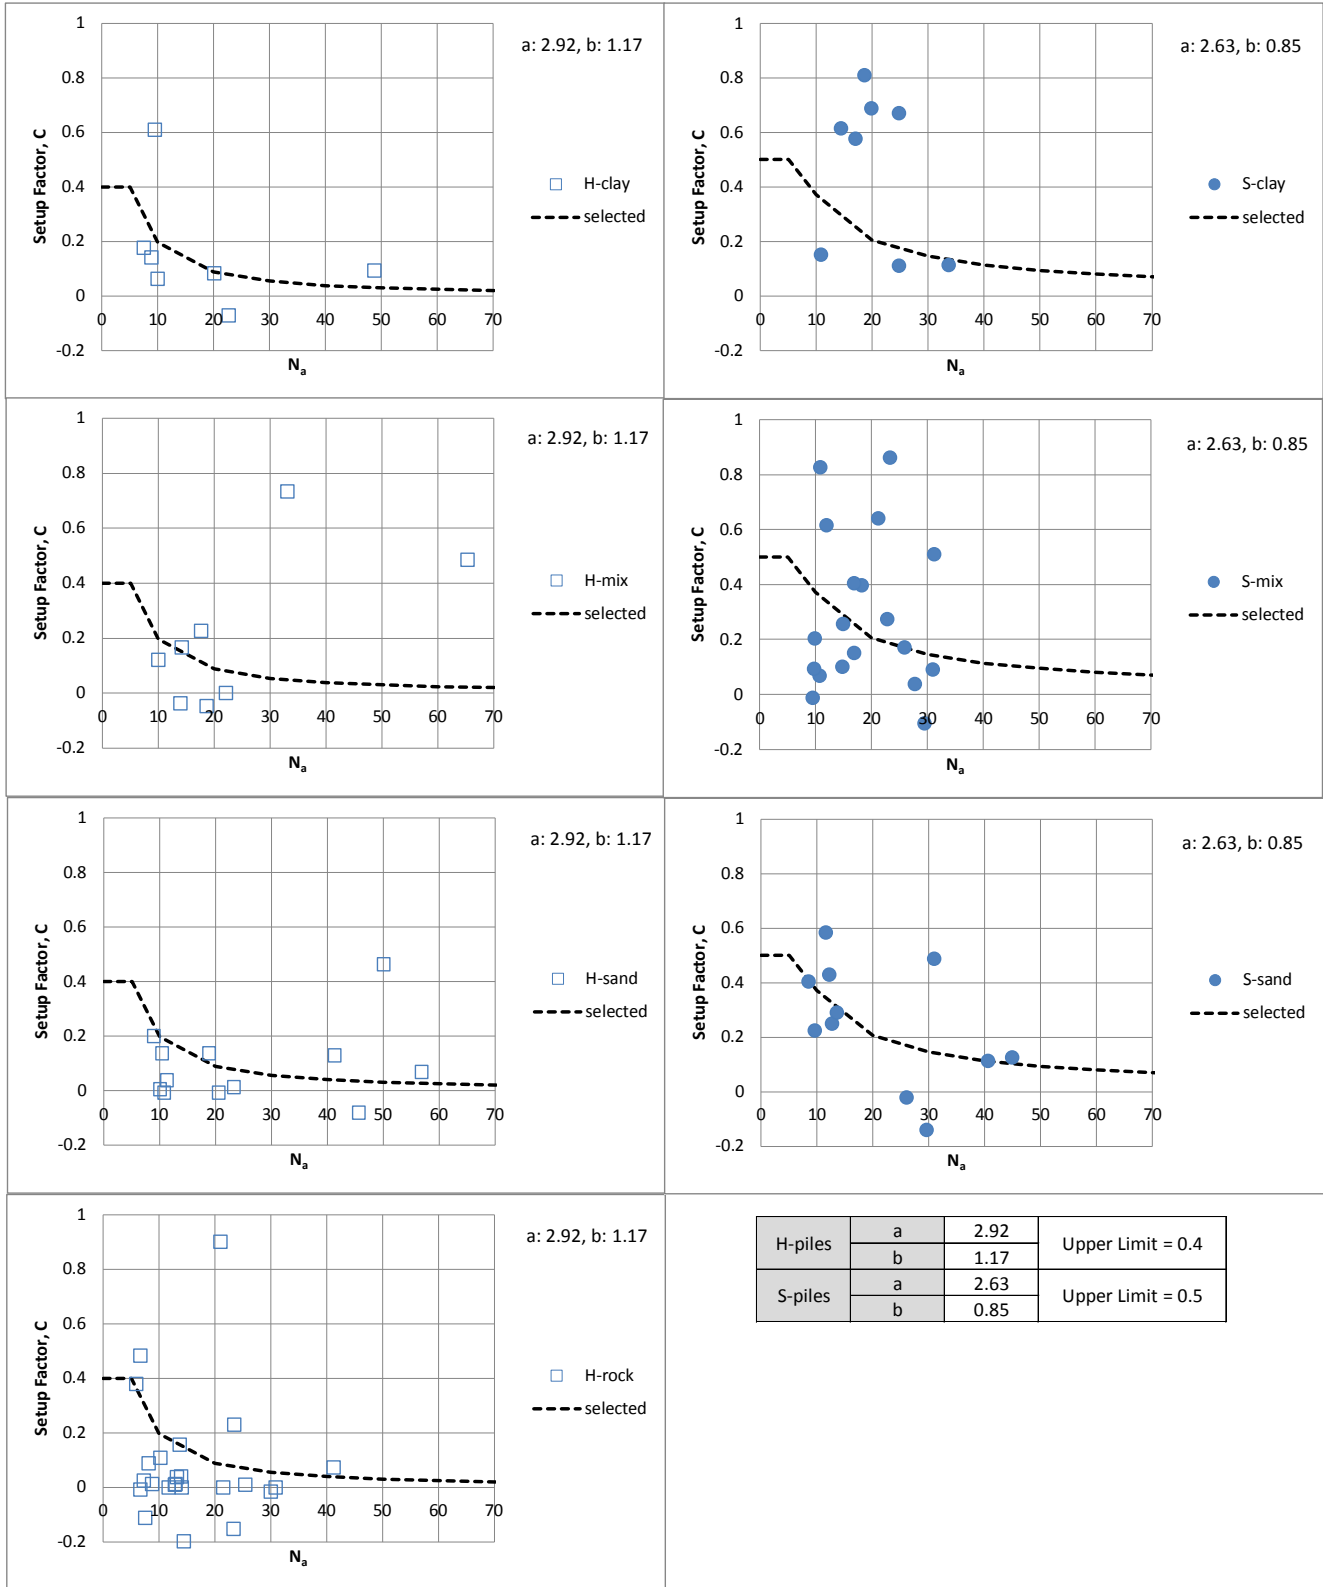 a: 2.92, b: 1.17
Setup Factor, C
1
0.8
0.6
0.4
0.2
0
-0.2
0 10 20 30 40 50 60 70
Na
H-clay
selected
a: 2.63, b: 0.85
Setup Factor, C
1
0.8
0.6
0.4
0.2
0
-0.2
0 10 20 30 40 50 60 70
Na
S-clay
selected
a: 2.92, b: 1.17
Setup Factor, C
1
0.8
0.6
0.4
0.2
0
-0.2
0 10 20 30 40 50 60 70
Na
H-mix
selected
a: 2.63, b: 0.85
Setup Factor, C
1
0.8
0.6
0.4
0.2
0
-0.2
0 10 20 30 40 50 60 70
Na
S-mix
selected
a: 2.92, b: 1.17
Setup Factor, C
1
0.8
0.6
0.4
0.2
0
-0.2
0 10 20 30 40 50 60 70
Na
H-sand
selected
a: 2.63, b: 0.85
Setup Factor, C
1
0.8
0.6
0.4
0.2
0
-0.2
0 10 20 30 40 50 60 70
Na
S-sand
selected
a: 2.92, b: 1.17
Setup Factor, C
1
0.8
0.6
0.4
0.2
0
-0.2
0 10 20 30 40 50 60 70
Na
H-rock
selected
H-piles a 2.92 Upper Limit = 0.4
b 1.17
S-piles a 2.63 Upper Limit = 0.5
b 0.85